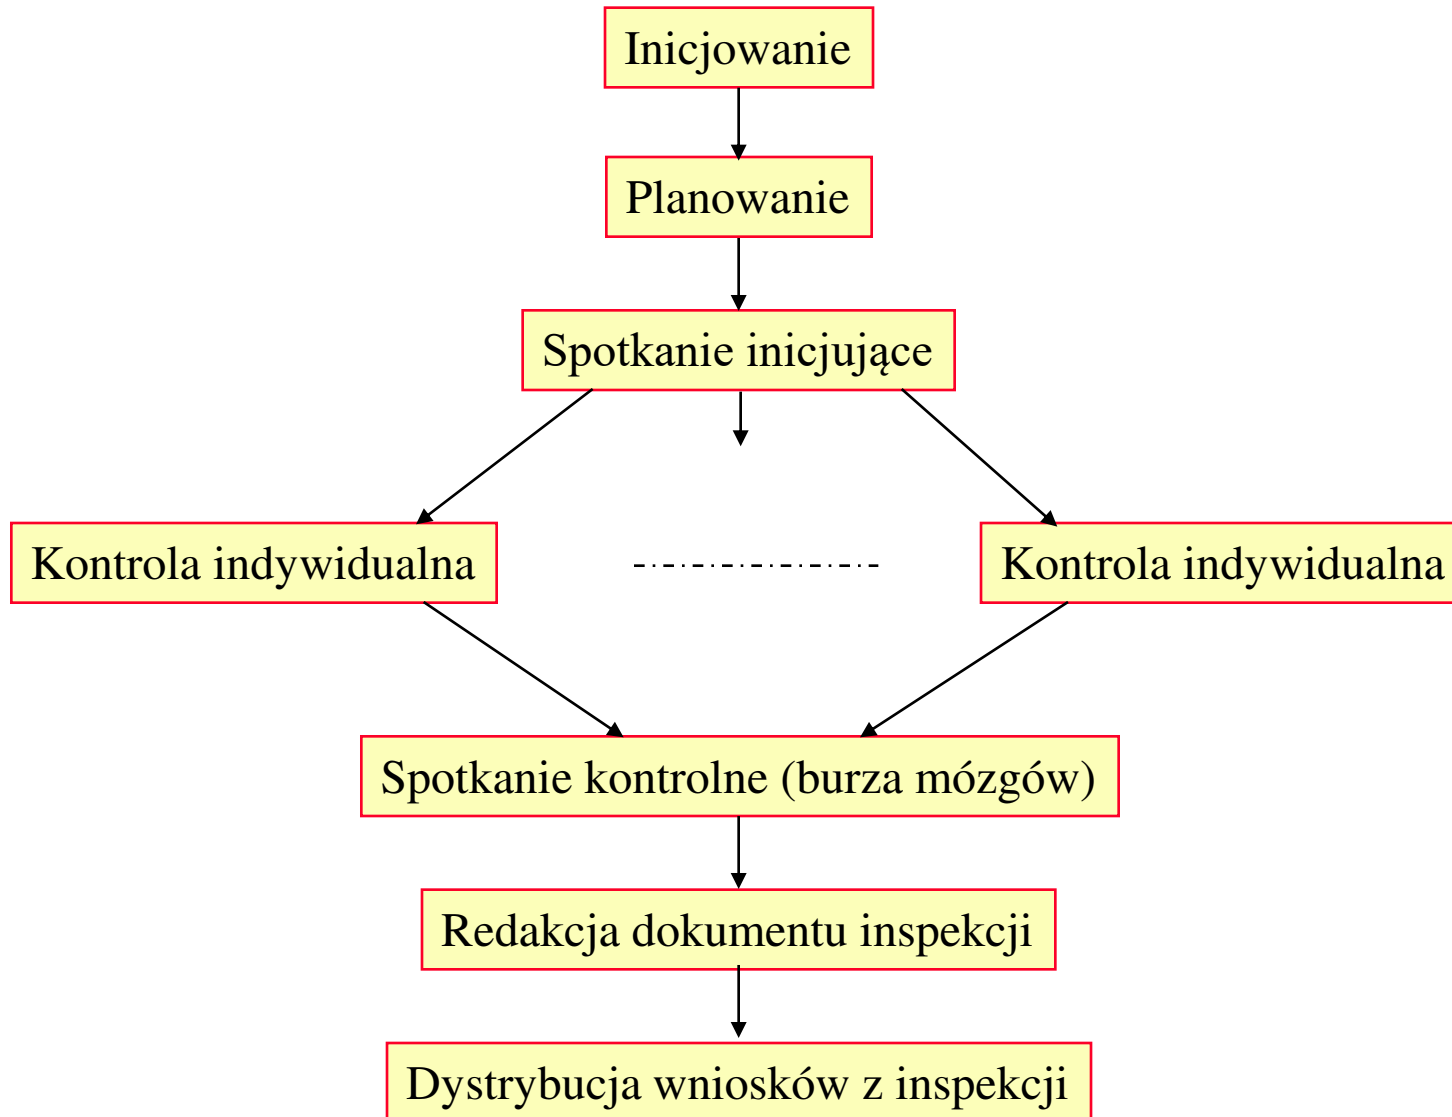 Inicjowanie
Planowanie
Spotkanie inicjujące
Kontrola indywidualna
Kontrola indywidualna
Spotkanie kontrolne (burza mózgów)
Redakcja dokumentu inspekcji
Dystrybucja wniosków z inspekcji